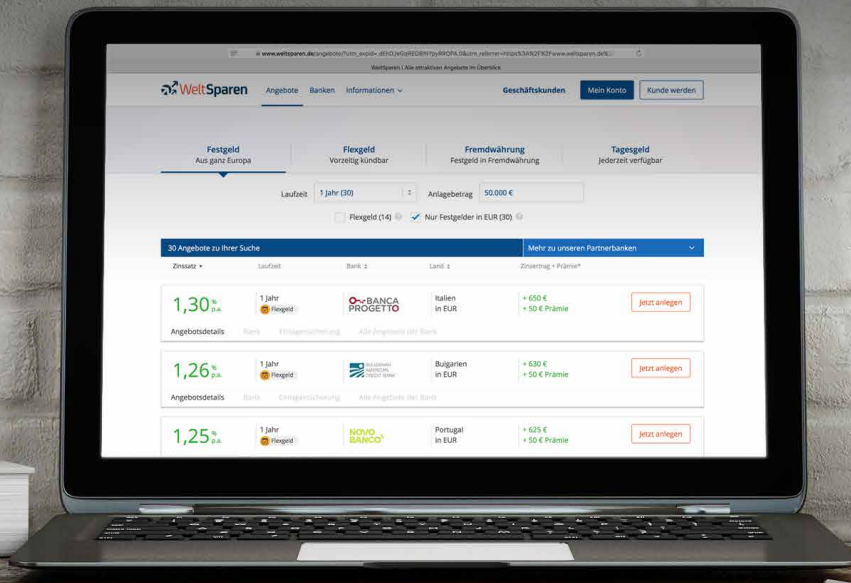 www.weltsparen.de/angebote/
WeltSparen | Alle attraktiven Angebote im Überblick
WeltSparen Angebote Banken Informationen Geschäftskunden Mein Konto Kunde werden
Festgeld Flexgeld Fremdwährung Tagesgeld
Aus ganz Europa Vorzeitig kündbar Festgeld in Fremdwährung Jederzeit verfügbar
Laufzeit 1 Jahr (30) Anlagebetrag 50.000 €
Flexgeld (14) Nur Festgelder in EUR (30)
30 Angebote zu Ihrer Suche Mehr zu unseren Partnerbanken
Zinssatz Laufzeit Bank Land Zinsertrag + Prämie*
1,30 % p.a. 1 Jahr BANCA PROGETTO Italien + 650 € Jetzt anlegen
Flexgeld in EUR + 50 € Prämie
Angebotsdetails Bank Einlagensicherung Alle Angebote der Bank
1,26 % p.a. 1 Jahr BULGARIAN AMERICAN CREDIT BANK Bulgarien + 630 € Jetzt anlegen
Flexgeld in EUR + 50 € Prämie
Angebotsdetails Bank Einlagensicherung Alle Angebote der Bank
1,25 % p.a. 1 Jahr NOVO BANCO Portugal + 625 € Jetzt anlegen
Flexgeld in EUR + 50 € Prämie